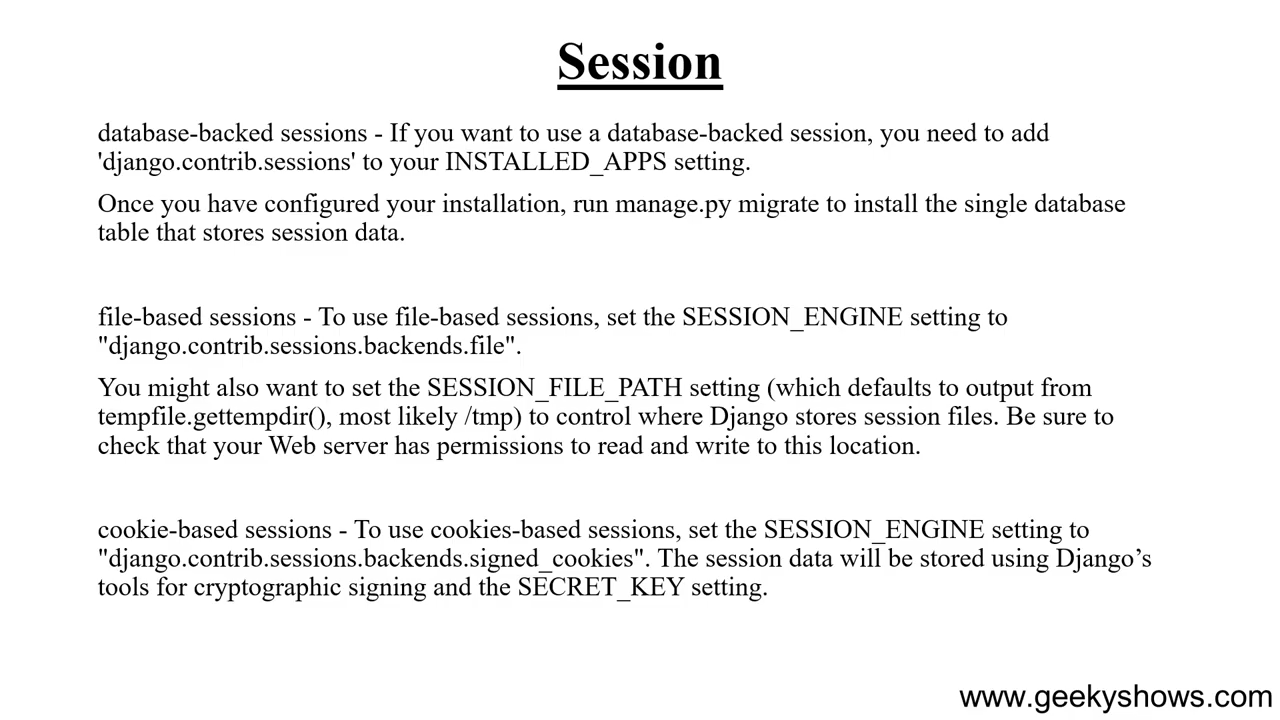 Session
database-backed sessions - If you want to use a database-backed session, you need to add
'django.contrib.sessions' to your INSTALLED_APPS setting.
Once you have configured your installation, run manage.py migrate to install the single database
table that stores session data.
file-based sessions - To use file-based sessions, set the SESSION_ENGINE setting to
"django.contrib.sessions.backends.file".
You might also want to set the SESSION_FILE_PATH setting (which defaults to output from
tempfile.gettempdir(), most likely /tmp) to control where Django stores session files. Be sure to
check that your Web server has permissions to read and write to this location.
cookie-based sessions - To use cookies-based sessions, set the SESSION_ENGINE setting to
"django.contrib.sessions.backends.signed_cookies". The session data will be stored using Django’s
tools for cryptographic signing and the SECRET_KEY setting.
www.geekyshows.com